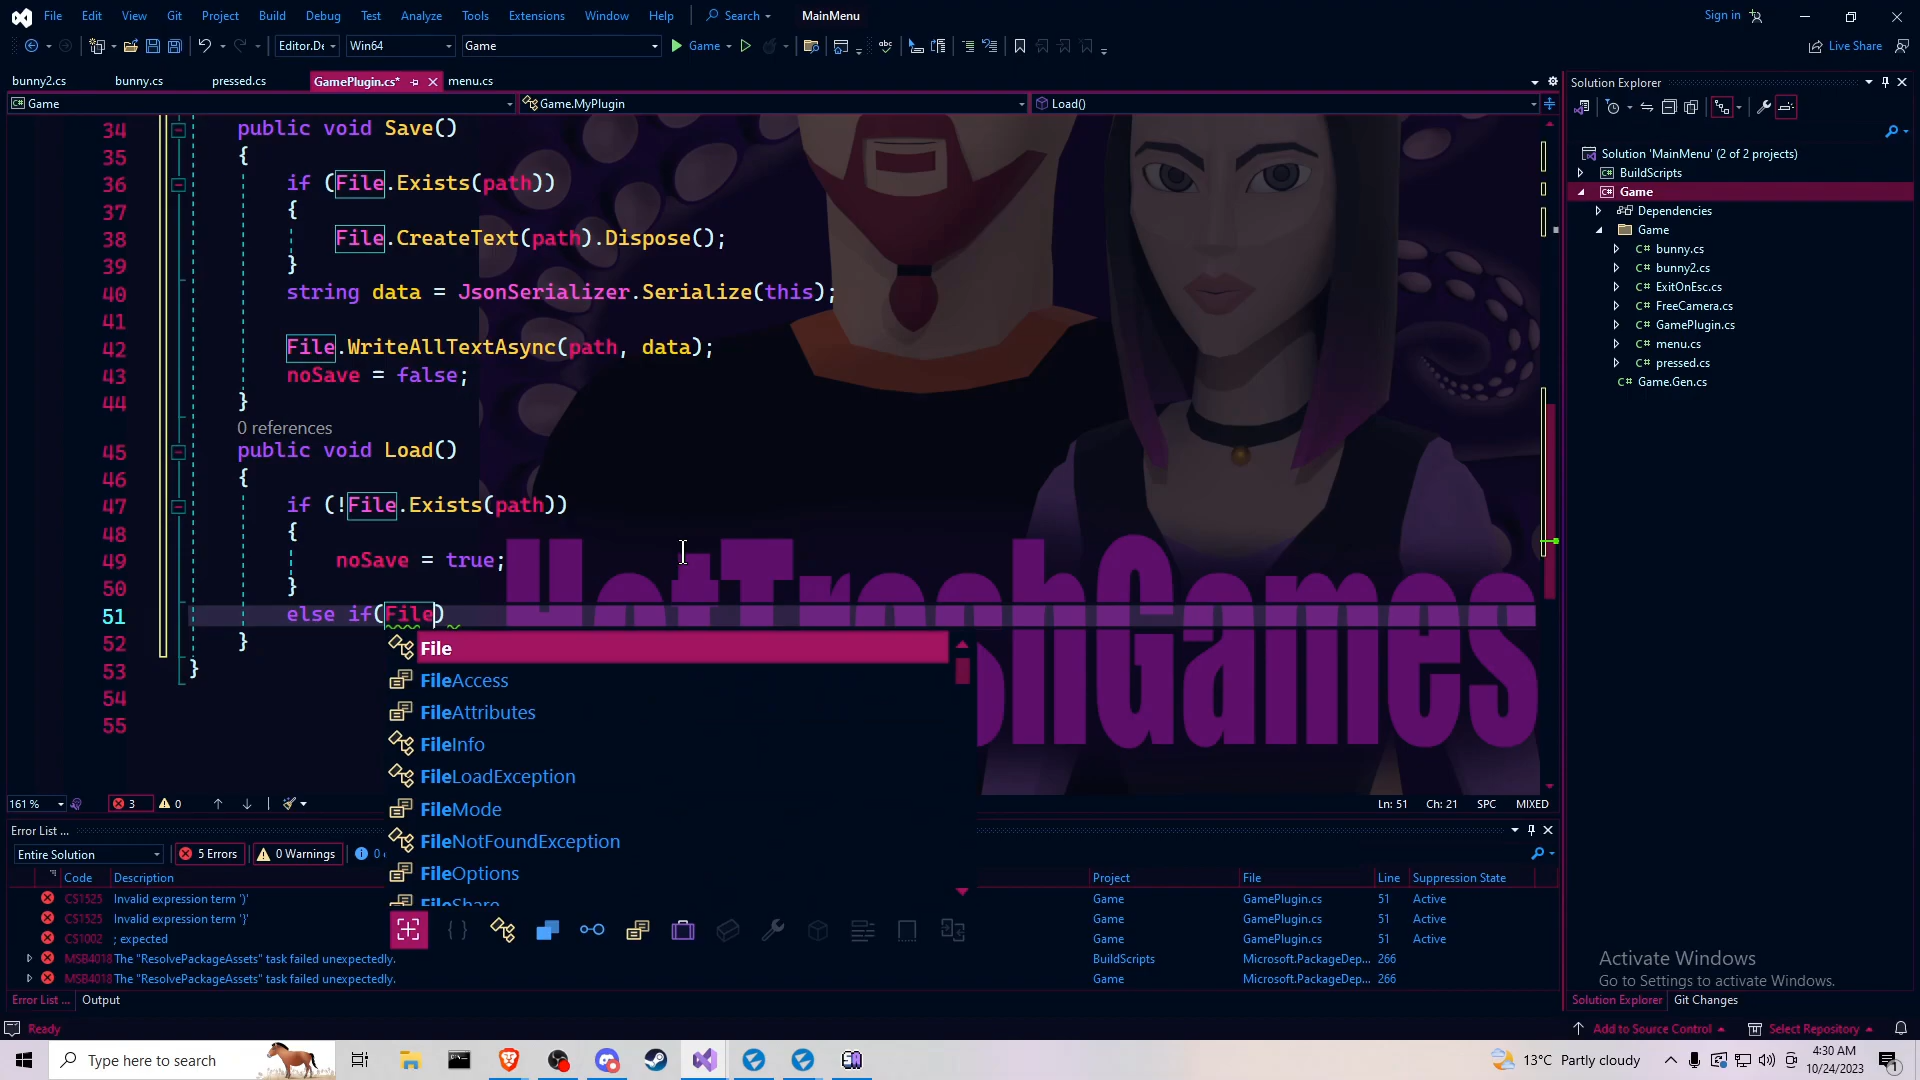 File Edit View Git Project Build Debug Test Analyze Tools Extensions Window Help Search MainMenu Sign in
Editor.De Win64 Game Game Live Share
bunny2.cs bunny.cs pressed.cs GamePlugin.cs* menu.cs
Game Game.MyPlugin Load()
34 public void Save()
35 {
36 if (File.Exists(path))
37 {
38 File.CreateText(path).Dispose();
39 }
40 string data = JsonSerializer.Serialize(this);
41
42 File.WriteAllTextAsync(path, data);
43 noSave = false;
44 }
0 references
45 public void Load()
46 {
47 if (!File.Exists(path))
48 {
49 noSave = true;
50 }
51 else if(File)
52 }
53 }
54
55
File
FileAccess
FileAttributes
FileInfo
FileLoadException
FileMode
FileNotFoundException
FileOptions
FileShare
HotTrashGames
161 % 3 0 Ln: 51 Ch: 21 SPC MIXED
Error List ...
Entire Solution 5 Errors 0 Warnings 0
Code Description Project File Line Suppression State
CS1525 Invalid expression term ')' Game GamePlugin.cs 51 Active
CS1525 Invalid expression term '}' Game GamePlugin.cs 51 Active
CS1002 ; expected Game GamePlugin.cs 51 Active
MSB4018 The "ResolvePackageAssets" task failed unexpectedly. BuildScripts Microsoft.PackageDep... 266
MSB4018 The "ResolvePackageAssets" task failed unexpectedly. Game Microsoft.PackageDep... 266
Error List ... Output
Solution Explorer
Solution 'MainMenu' (2 of 2 projects)
BuildScripts
Game
Dependencies
Game
C# bunny.cs
C# bunny2.cs
C# ExitOnEsc.cs
C# FreeCamera.cs
C# GamePlugin.cs
C# menu.cs
C# pressed.cs
C# Game.Gen.cs
Activate Windows
Go to Settings to activate Windows.
Solution Explorer Git Changes
Ready Add to Source Control Select Repository
Type here to search 13°C Partly cloudy 4:30 AM
10/24/2023